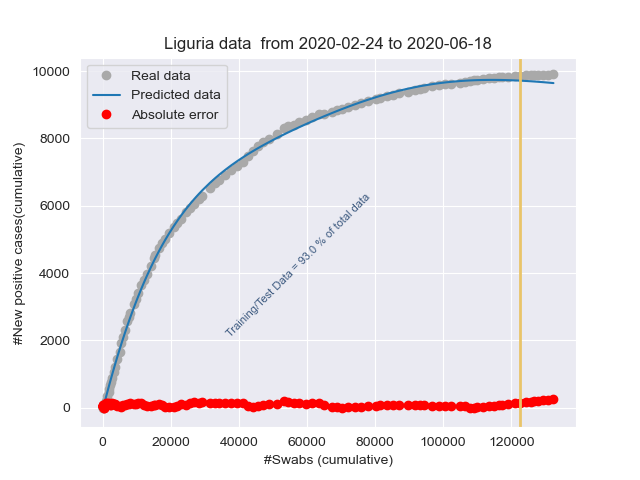 Liguria data  from 2020-02-24 to 2020-06-18
Real data
Predicted data
Absolute error
10000
8000
6000
4000
2000
0
#New positive cases(cumulative)
Training/Test Data = 93.0 % of total data
0
20000
40000
60000
80000
100000
120000
#Swabs (cumulative)